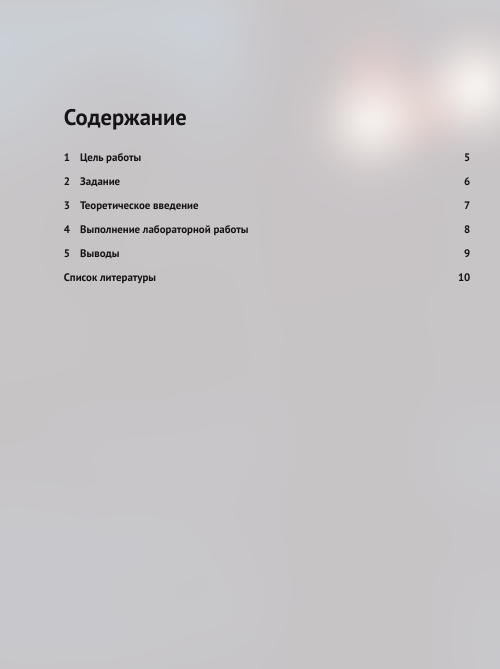 Содержание
1 Цель работы 5
2 Задание 6
3 Теоретическое введение 7
4 Выполнение лабораторной работы 8
5 Выводы 9
Список литературы 10